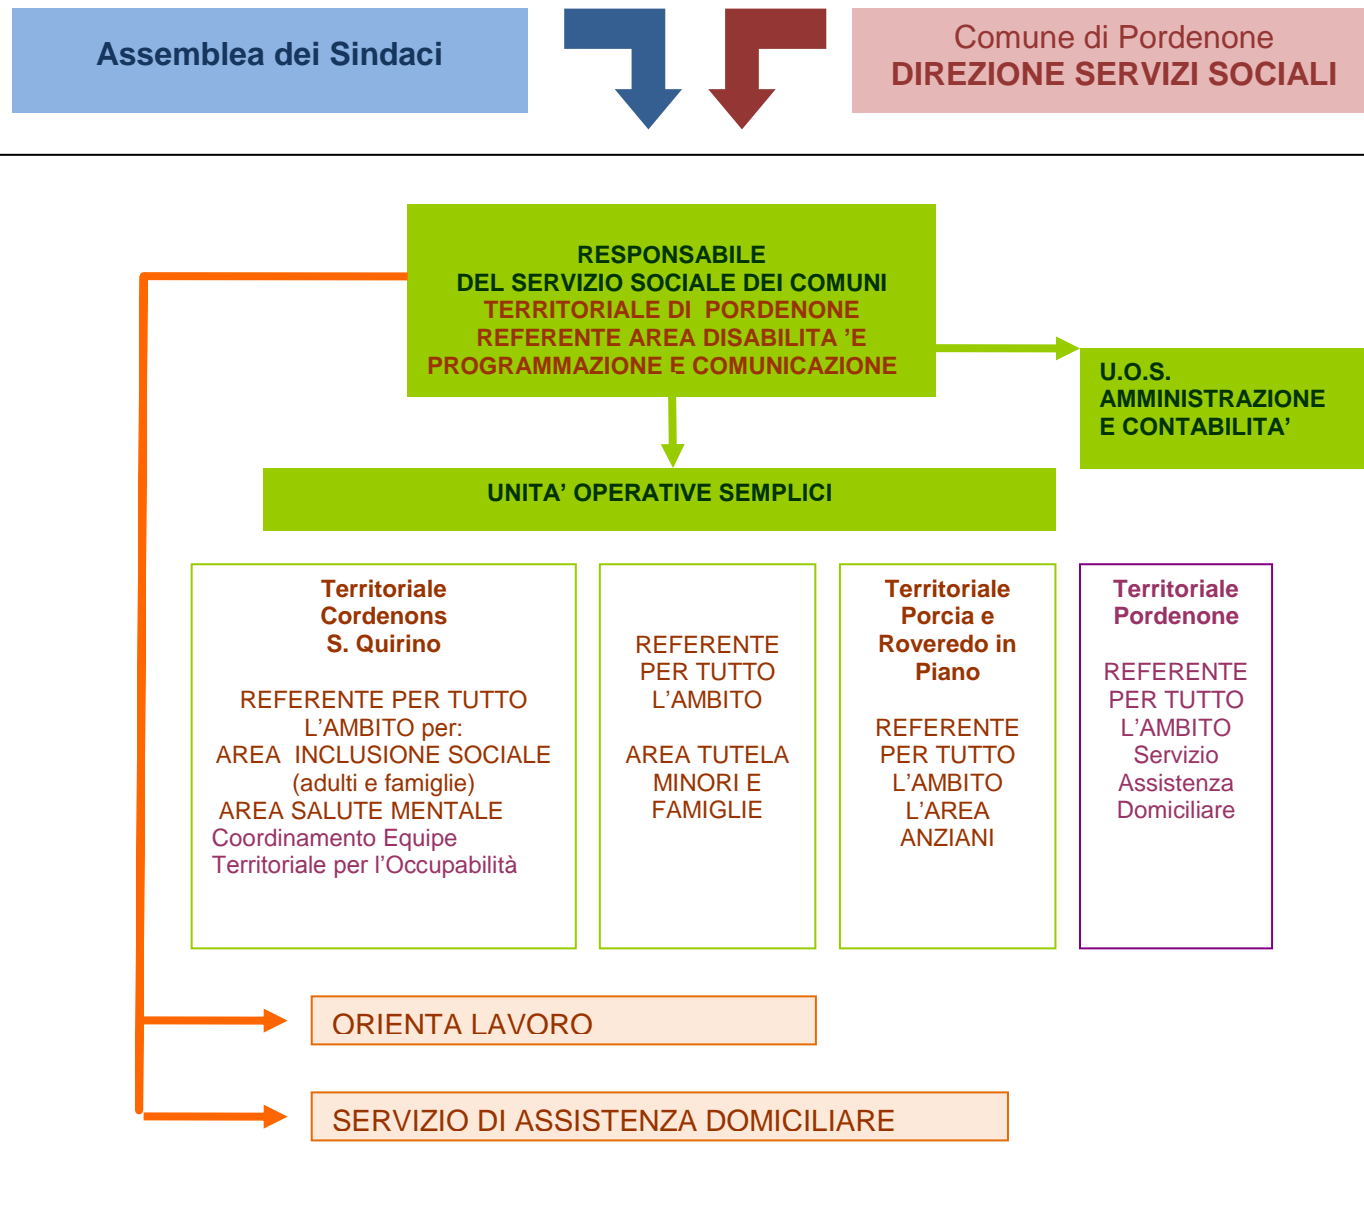 Assemblea dei Sindaci
Comune di Pordenone
DIREZIONE SERVIZI SOCIALI
RESPONSABILE
DEL SERVIZIO SOCIALE DEI COMUNI
TERRITORIALE DI PORDENONE
REFERENTE AREA DISABILITA ’E
PROGRAMMAZIONE E COMUNICAZIONE
U.O.S.
AMMINISTRAZIONE
E CONTABILITA’
UNITA’ OPERATIVE SEMPLICI
Territoriale
Cordenons
S. Quirino
REFERENTE PER TUTTO
L’AMBITO per:
AREA INCLUSIONE SOCIALE
(adulti e famiglie)
AREA SALUTE MENTALE
Coordinamento Equipe
Territoriale per l’Occupabilità
REFERENTE
PER TUTTO
L’AMBITO
AREA TUTELA
MINORI E
FAMIGLIE
Territoriale
Porcia e
Roveredo in
Piano
REFERENTE
PER TUTTO
L’AMBITO
L’AREA
ANZIANI
Territoriale
Pordenone
REFERENTE
PER TUTTO
L’AMBITO
Servizio
Assistenza
Domiciliare
ORIENTA LAVORO
SERVIZIO DI ASSISTENZA DOMICILIARE